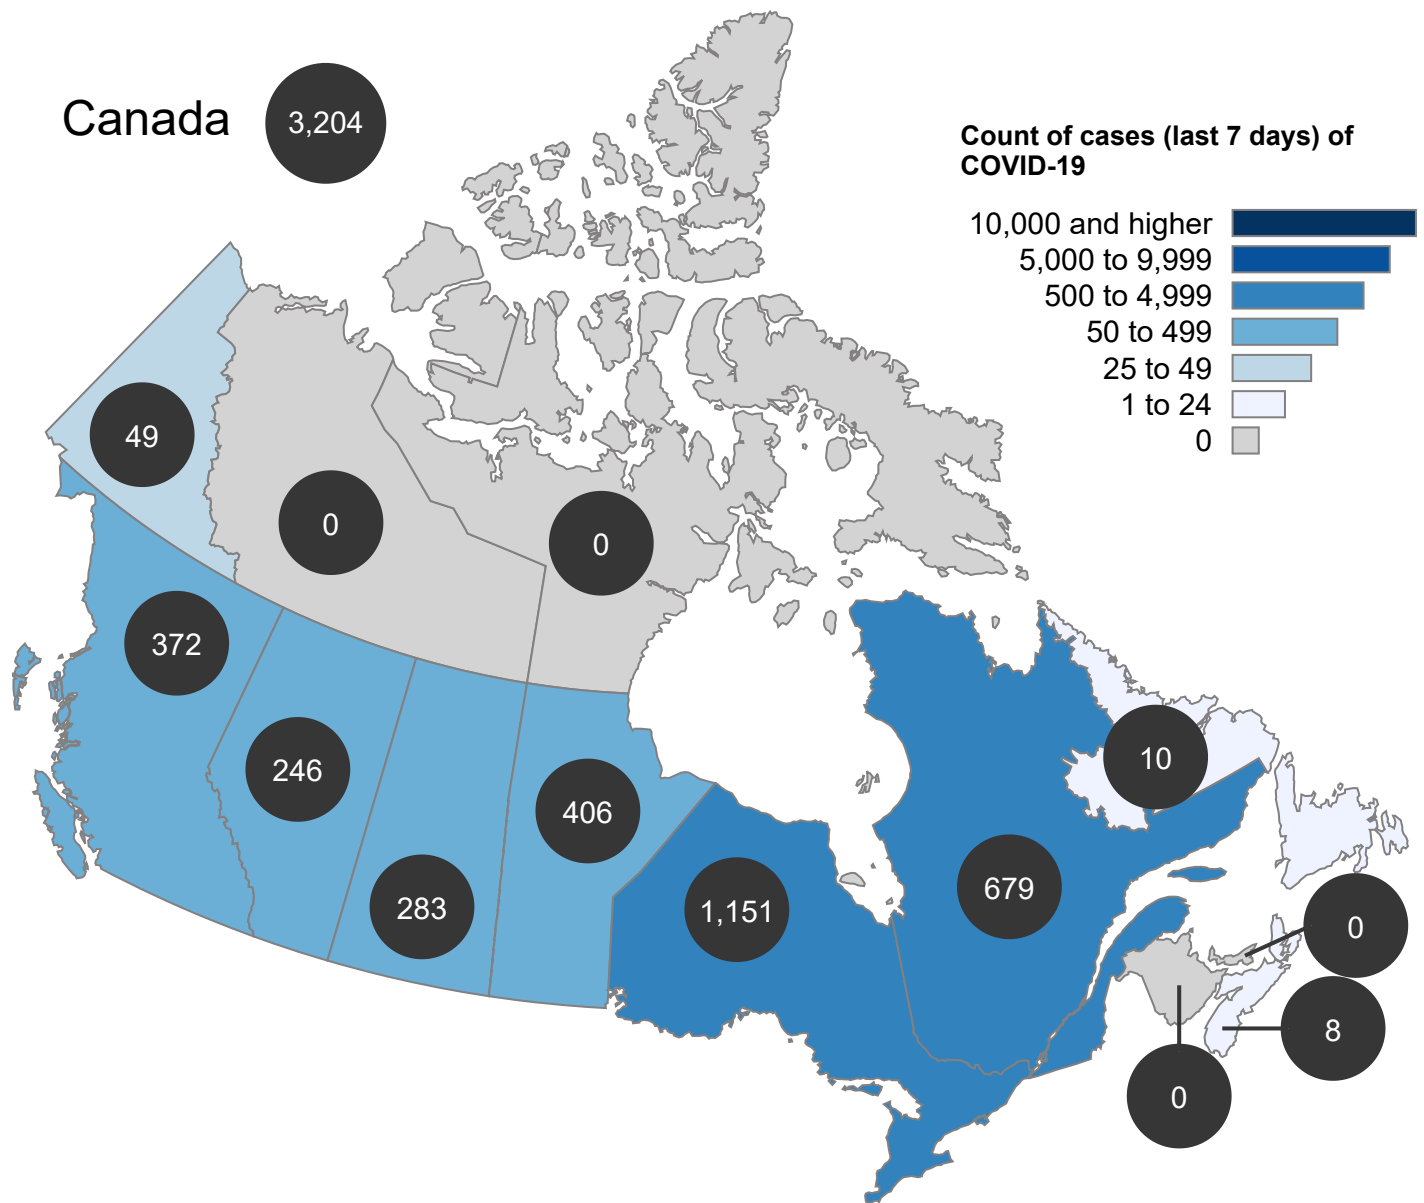 Canada
3,204
Count of cases (last 7 days) of
COVID-19
10,000 and higher
5,000 to 9,999
500 to 4,999
50 to 499
25 to 49
1 to 24
0
49
0
0
372
246
283
406
1,151
679
10
0
8
0